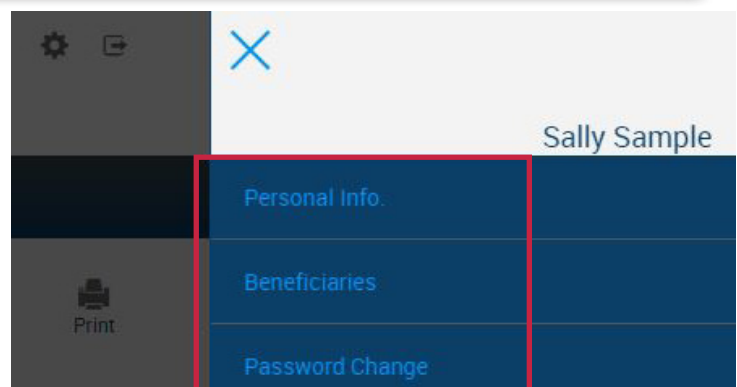 Sally Sample
Personal Info.
Beneficiaries
Print
Password Change